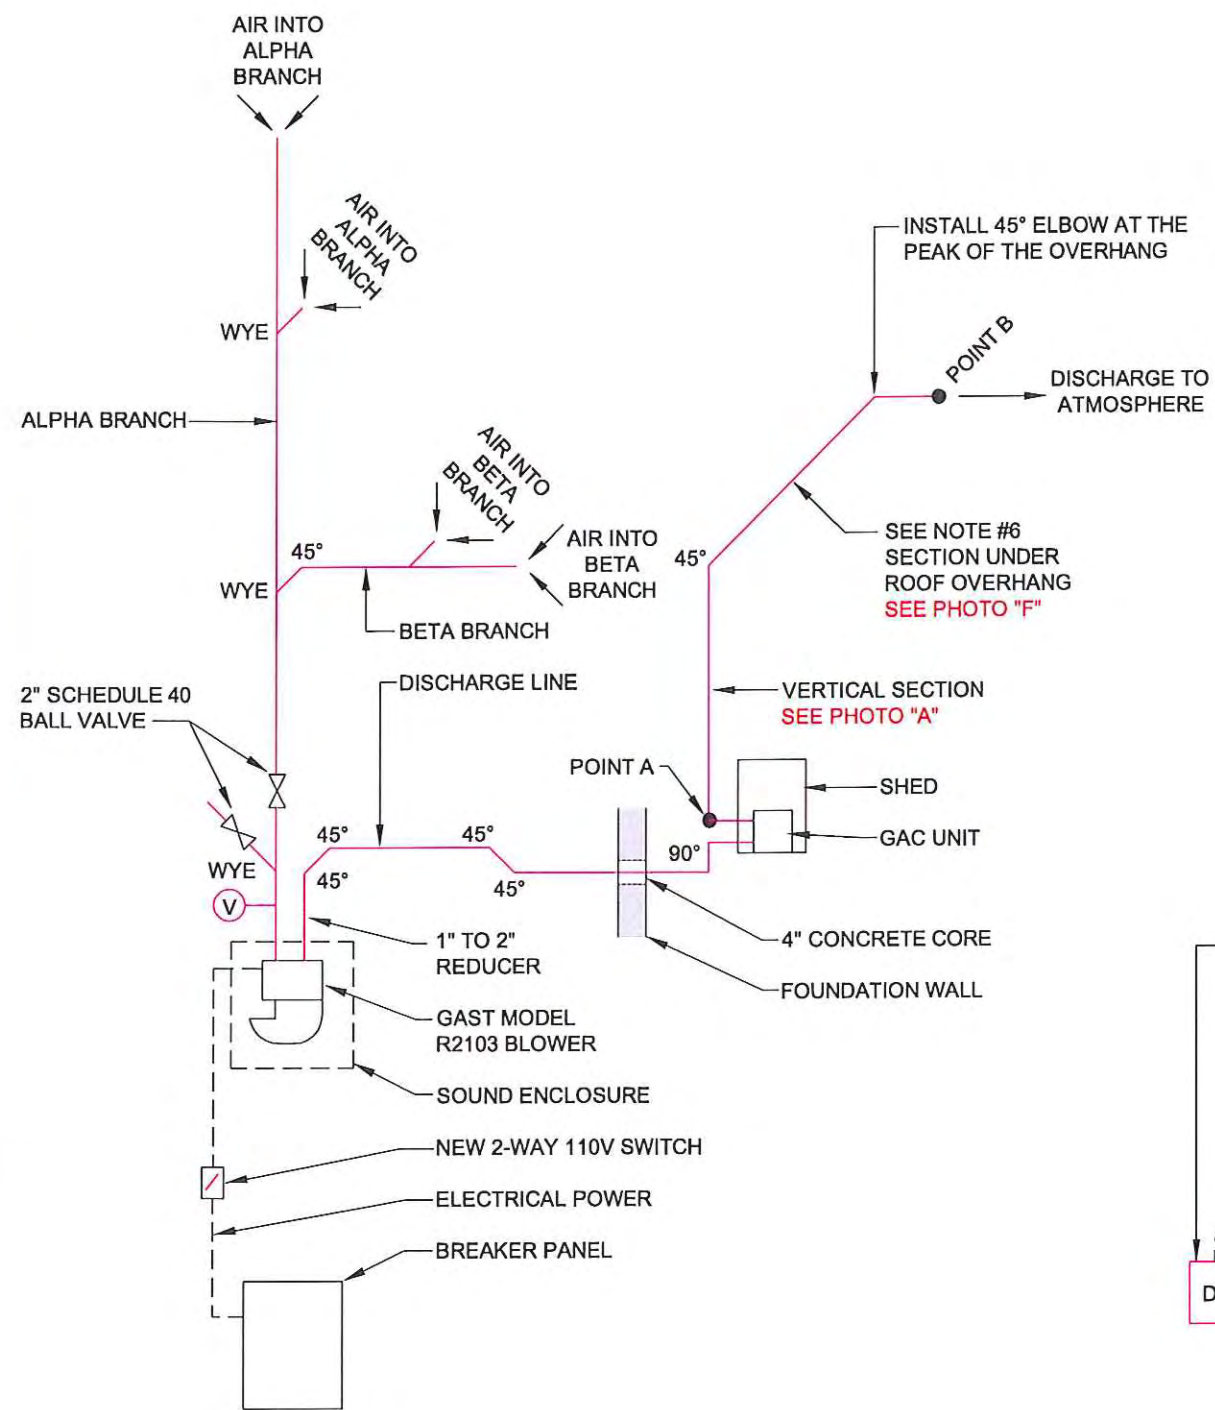 AIR INTO
ALPHA
BRANCH
AIR INTO
ALPHA
BRANCH
WYE
INSTALL 45° ELBOW AT THE
PEAK OF THE OVERHANG
POINT B
DISCHARGE TO
ATMOSPHERE
ALPHA BRANCH
AIR INTO
BETA
BRANCH
45°
AIR INTO
BETA
BRANCH
WYE
BETA BRANCH
45°
SEE NOTE #6
SECTION UNDER
ROOF OVERHANG
SEE PHOTO "F"
2" SCHEDULE 40
BALL VALVE
DISCHARGE LINE
VERTICAL SECTION
SEE PHOTO "A"
POINT A
SHED
GAC UNIT
WYE
45°
45°
45°
45°
90°
V
1" TO 2"
REDUCER
4" CONCRETE CORE
FOUNDATION WALL
GAST MODEL
R2103 BLOWER
SOUND ENCLOSURE
NEW 2-WAY 110V SWITCH
ELECTRICAL POWER
BREAKER PANEL
D